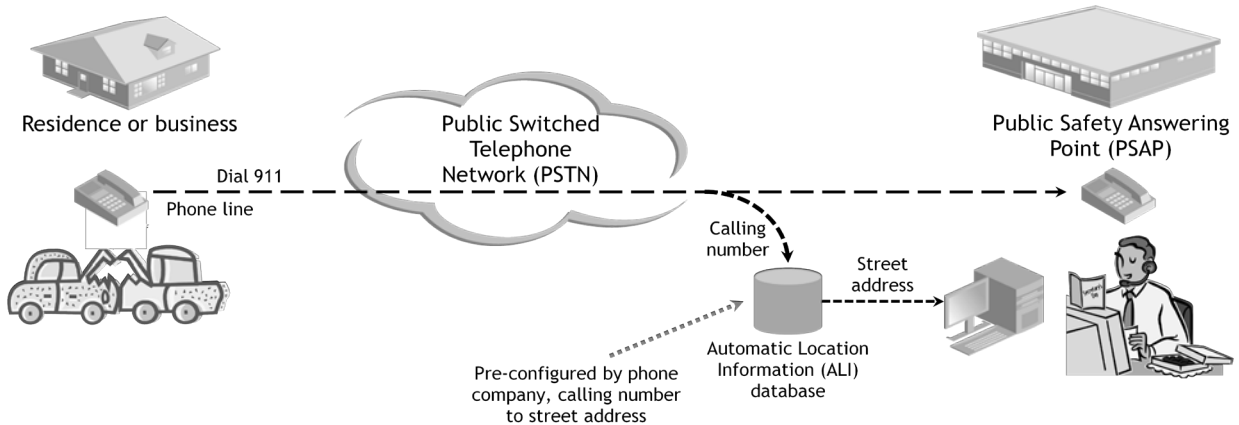 Residence or business
Public Switched
Telephone
Network (PSTN)
Public Safety Answering
Point (PSAP)
Dial 911
Phone line
Calling
number
Street
address
Automatic Location
Information (ALI)
database
Pre-configured by phone
company, calling number
to street address